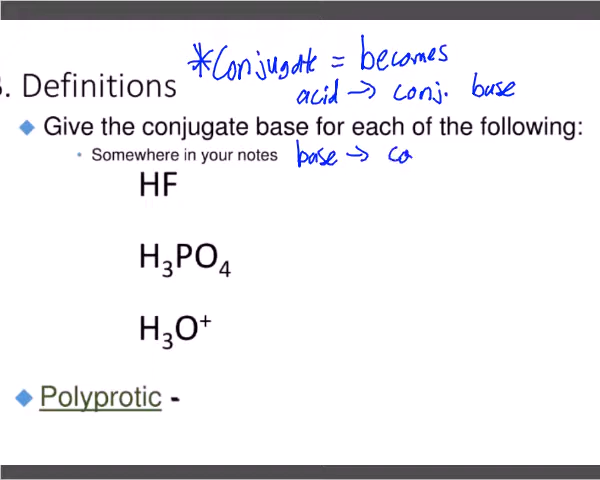 *Conjugate = becomes
3. Definitions
acid → conj. base
Give the conjugate base for each of the following:
Somewhere in your notes
base → co
HF
H₃PO₄
H₃O⁺
Polyprotic -